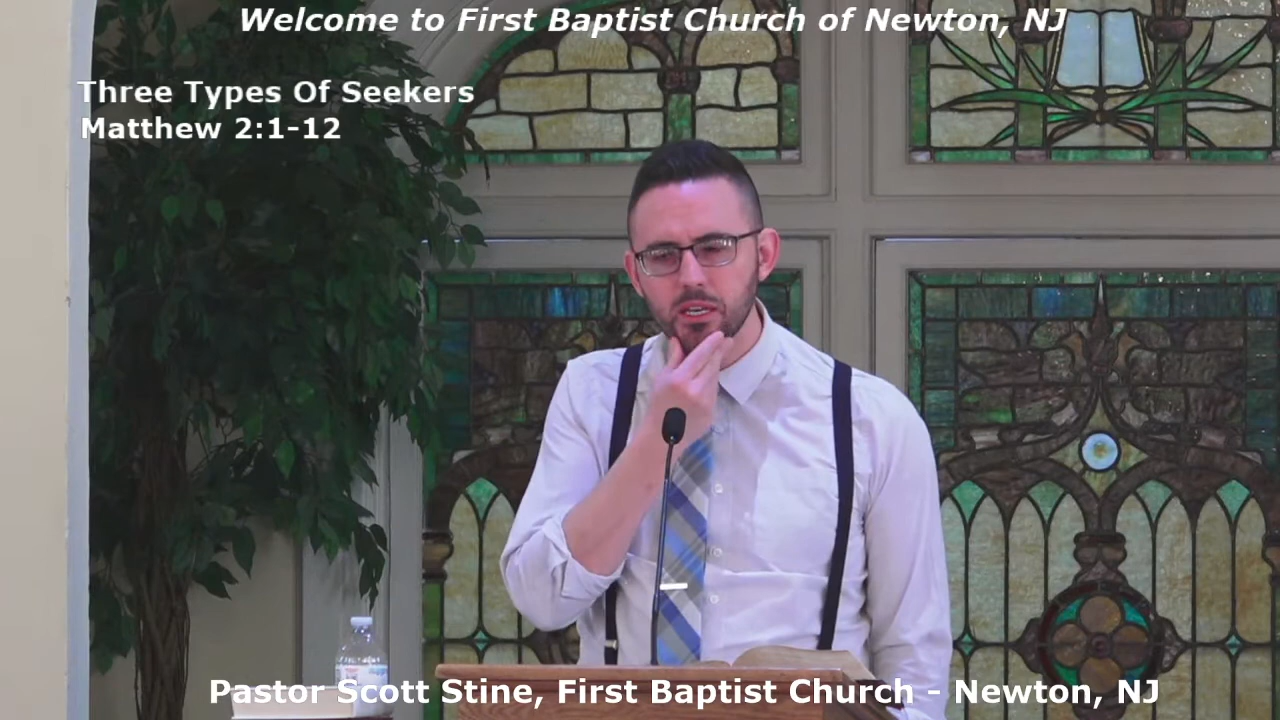 Welcome to First Baptist Church of Newton, NJ
Three Types Of Seekers
Matthew 2:1-12
Pastor Scott Stine, First Baptist Church - Newton, NJ